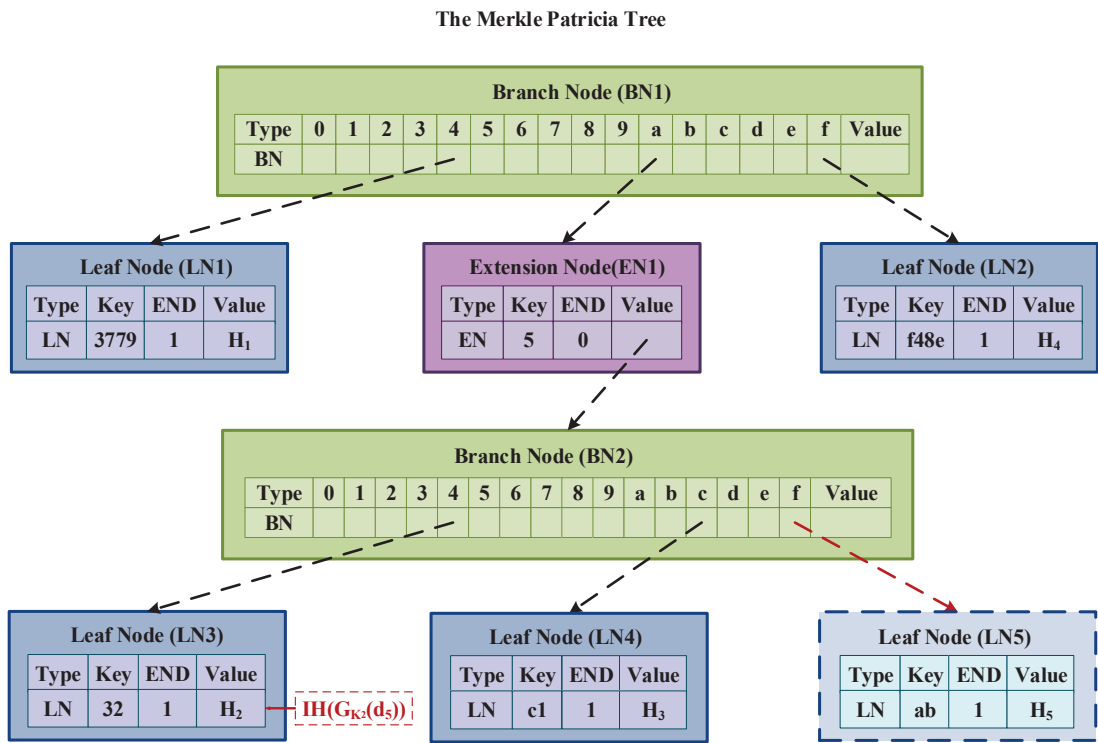 The Merkle Patricia Tree
Branch Node (BN1)
Type 0 1 2 3 4 5 6 7 8 9 a b c d e f Value
BN
Leaf Node (LN1)
Type Key END Value
LN 3779 1 H₁
Extension Node(EN1)
Type Key END Value
EN 5 0
Leaf Node (LN2)
Type Key END Value
LN f48e 1 H₄
Branch Node (BN2)
Type 0 1 2 3 4 5 6 7 8 9 a b c d e f Value
BN
Leaf Node (LN3)
Type Key END Value
LN 32 1 H₂
IH(G_K²(d₅))
Leaf Node (LN4)
Type Key END Value
LN c1 1 H₃
Leaf Node (LN5)
Type Key END Value
LN ab 1 H₅